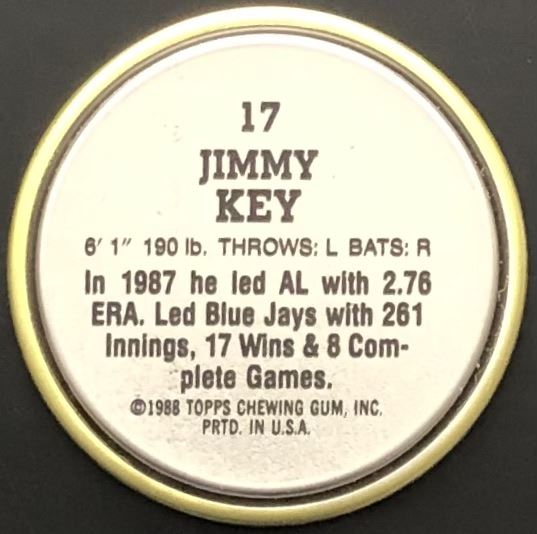 17
JIMMY
KEY
6' 1" 190 lb. THROWS: L BATS: R
In 1987 he led AL with 2.76
ERA. Led Blue Jays with 261
Innings, 17 Wins & 8 Com-
plete Games.
©1988 TOPPS CHEWING GUM, INC.
PRTD. IN U.S.A.